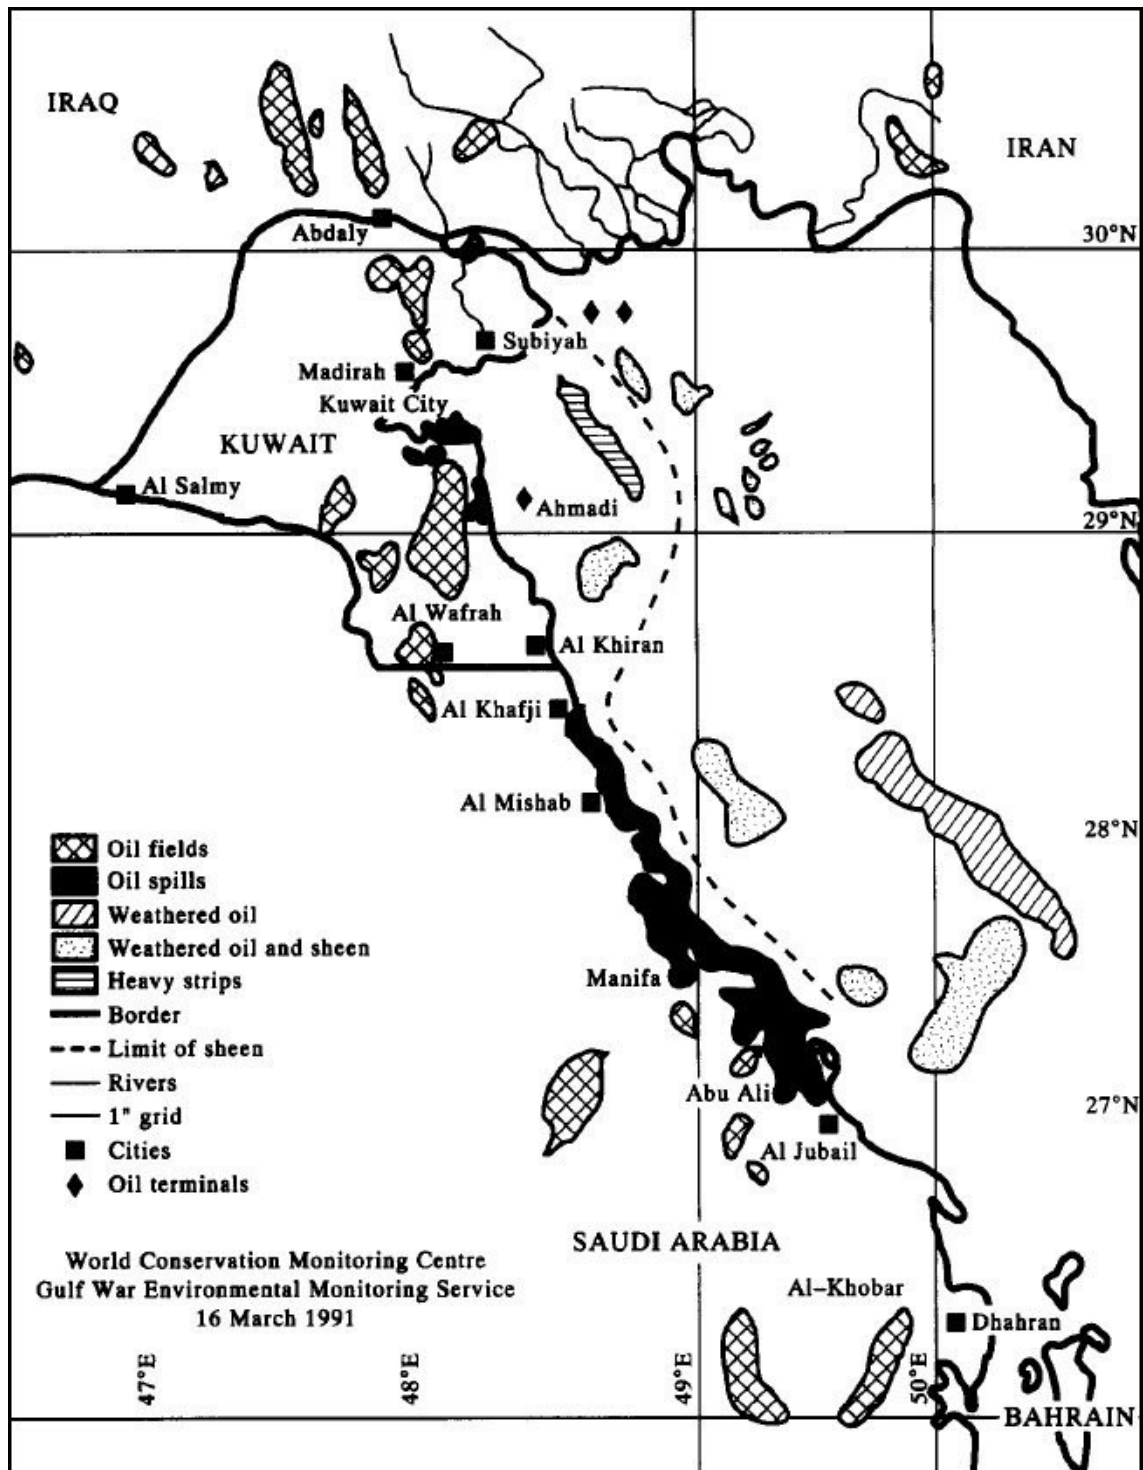 IRAQ
IRAN
Abdaly
30°N
Subiyah
Madirah
Kuwait City
KUWAIT
Al Salmy
Ahmadi
29°N
Al Wafrah
Al Khiran
Al Khafji
Al Mishab
28°N
Oil fields
Oil spills
Weathered oil
Weathered oil and sheen
Heavy strips
Border
Limit of sheen
Rivers
1" grid
Cities
Oil terminals
Manifa
Abu Ali
27°N
Al Jubail
SAUDI ARABIA
World Conservation Monitoring Centre
Gulf War Environmental Monitoring Service
16 March 1991
Al-Khobar
Dhahran
47°E
48°E
49°E
50°E
BAHRAIN